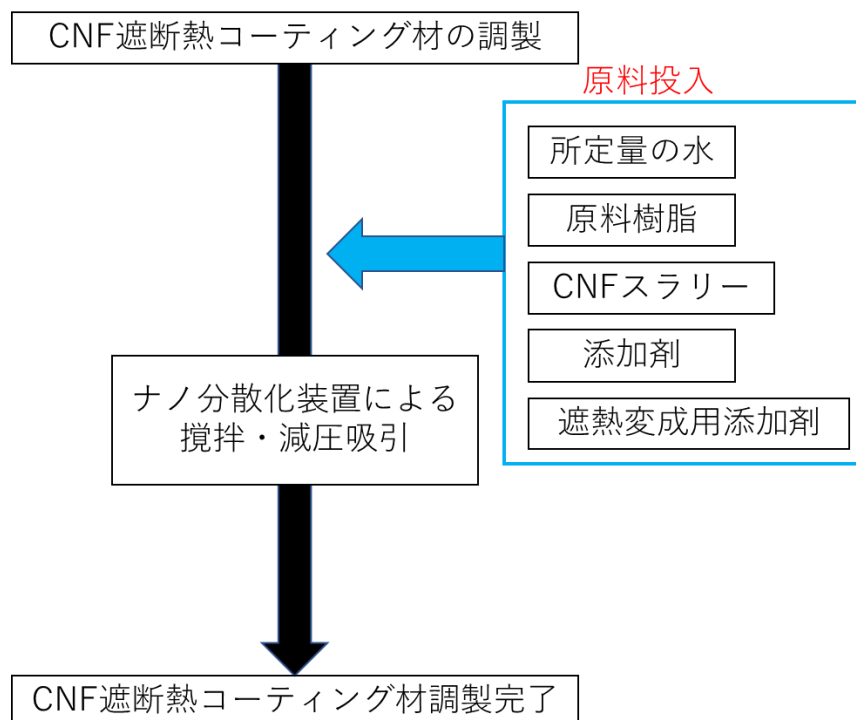 CNF遮断熱コーティング材の調製
原料投入
所定量の水
原料樹脂
CNFスラリー
添加剤
遮熱変成用添加剤
ナノ分散化装置による
撹拌・減圧吸引
CNF遮断熱コーティング材調製完了